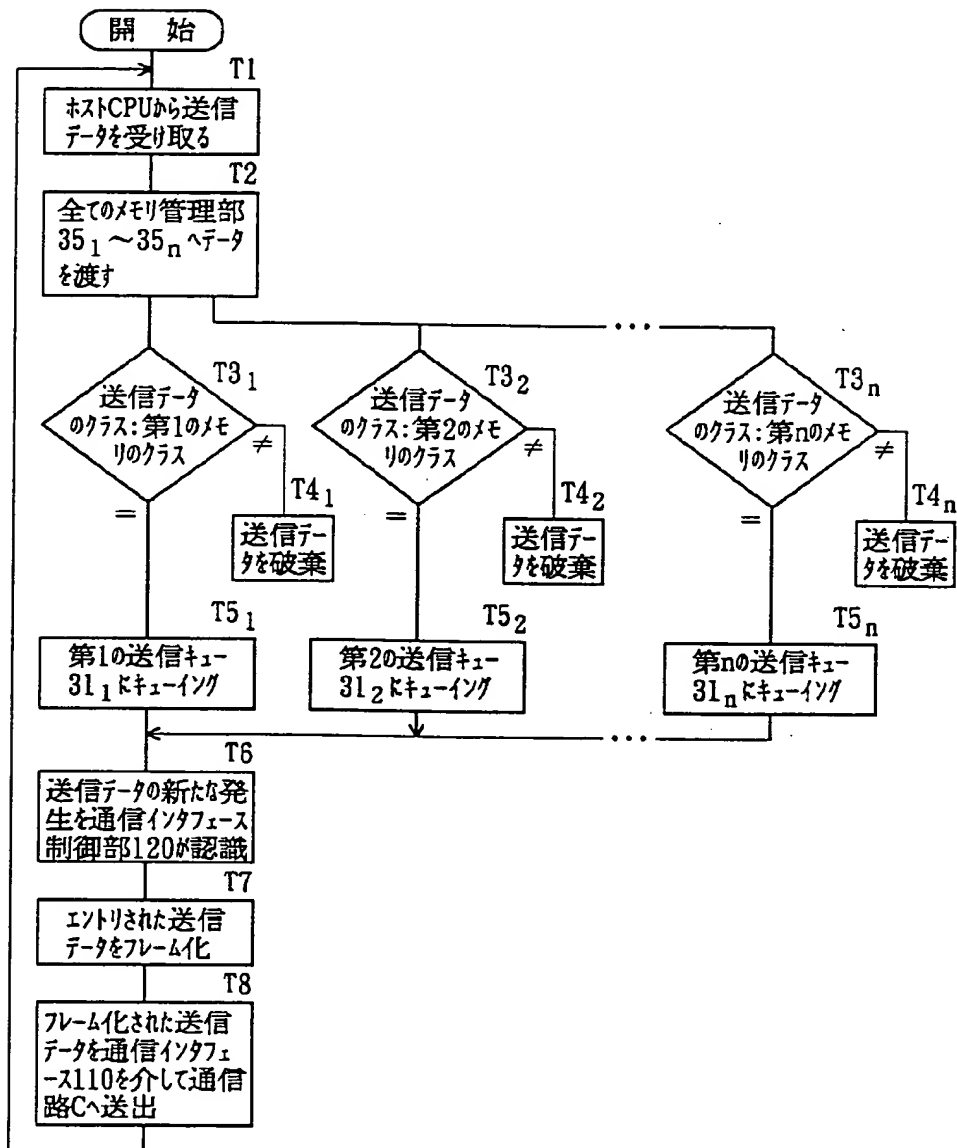 開 始
T1
ホストCPUから送信
データを受け取る
T2
全てのメモリ管理部
35₁～35ₙへデータ
を渡す
…
T3₁
送信データ
のクラス:第1のメモ
リのクラス
≠
=
T3₂
送信データ
のクラス:第2のメモ
リのクラス
≠
=
T3ₙ
送信データ
のクラス:第nのメモ
リのクラス
≠
=
T4₁
送信デー
タを破棄
T4₂
送信デー
タを破棄
T4ₙ
送信デー
タを破棄
T5₁
第1の送信キュー
31₁にキューイング
T5₂
第2の送信キュー
31₂にキューイング
T5ₙ
第nの送信キュー
31ₙにキューイング
…
T6
送信データの新たな発
生を通信インタフェース
制御部120が認識
T7
エントリされた送信
データをフレーム化
T8
フレーム化された送信
データを通信インタフェ
ース110を介して通信
路Cへ送出